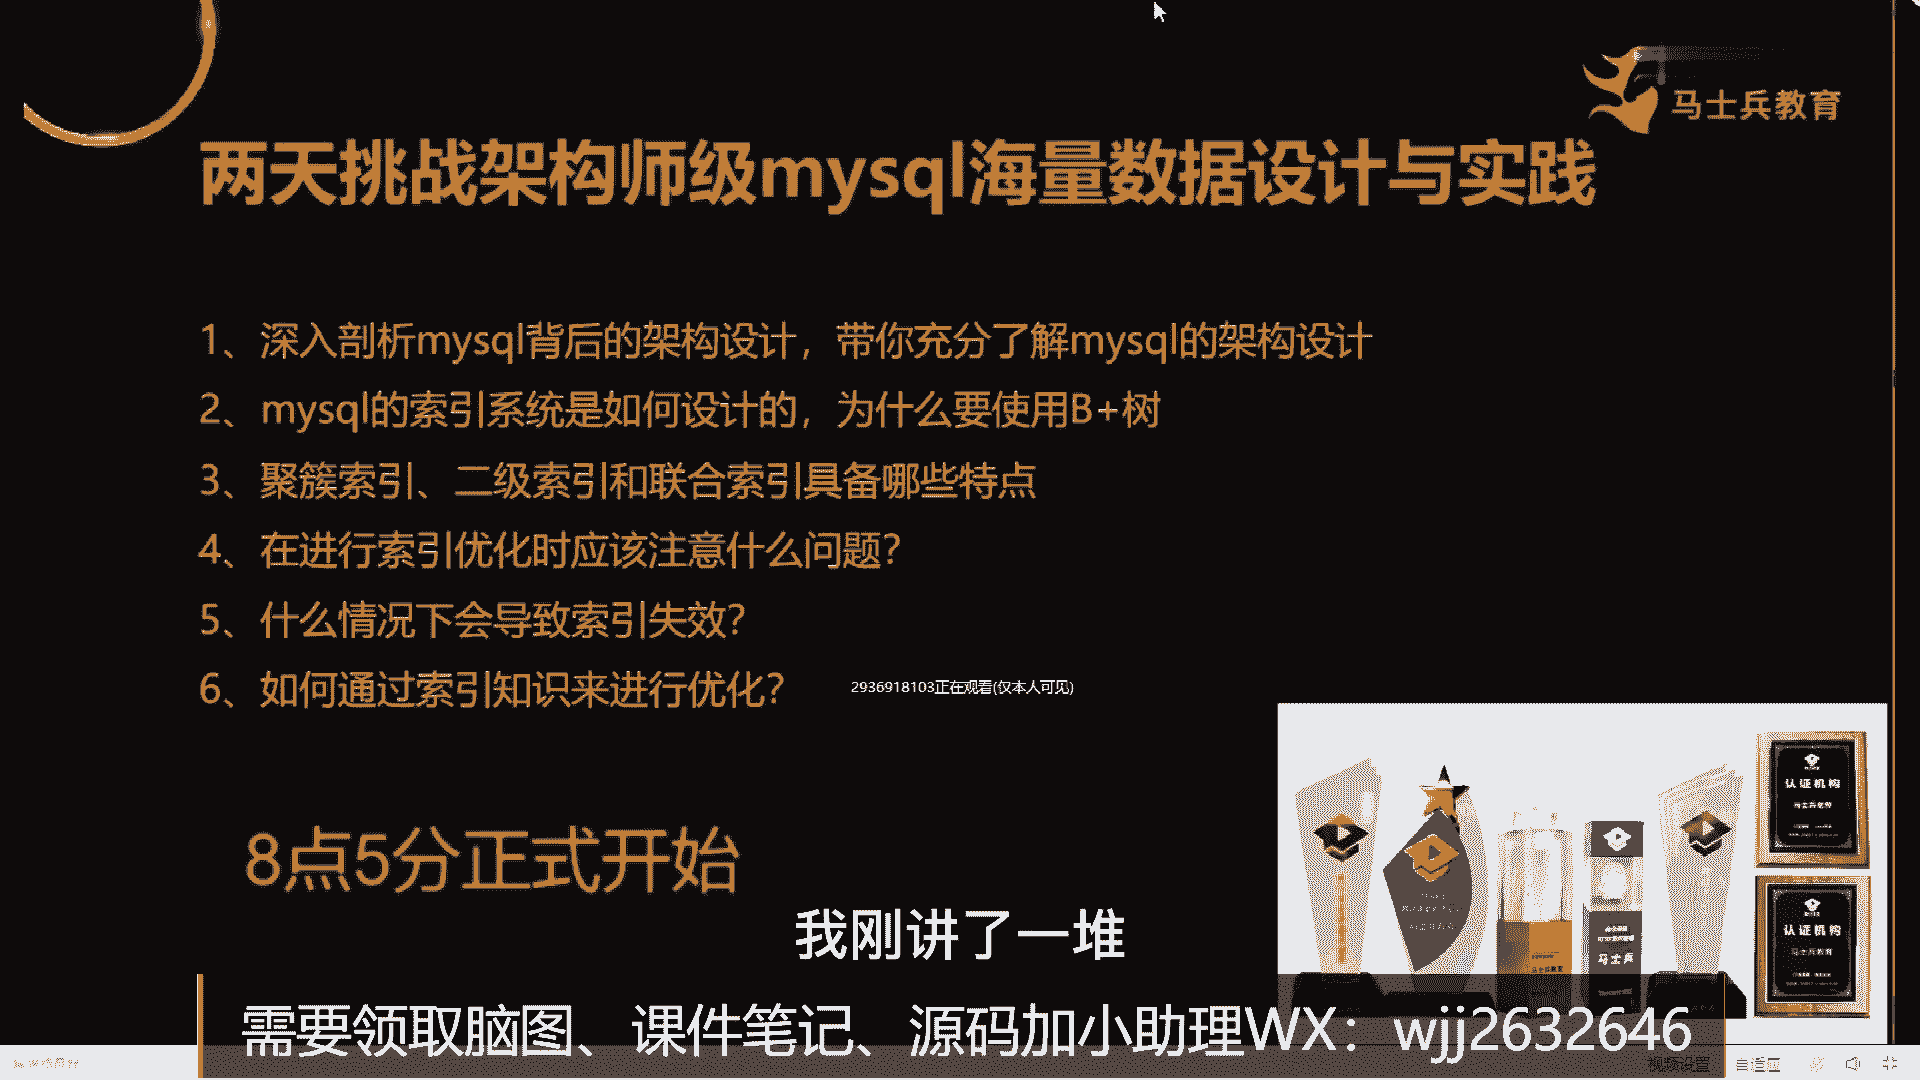 马士兵教育
两天挑战架构师级mysql海量数据设计与实践
1、深入剖析mysql背后的架构设计，带你充分了解mysql的架构设计
2、mysql的索引系统是如何设计的，为什么要使用B+树
3、聚簇索引、二级索引和联合索引具备哪些特点
4、在进行索引优化时应该注意什么问题？
5、什么情况下会导致索引失效？
6、如何通过索引知识来进行优化？
2936918103正在观看(仅本人可见)
8点5分正式开始
认证机构
认证机构
马士兵
我刚讲了一堆
需要领取脑图、课件笔记、源码加小助理WX：wjj2632646
视频设置
自适应